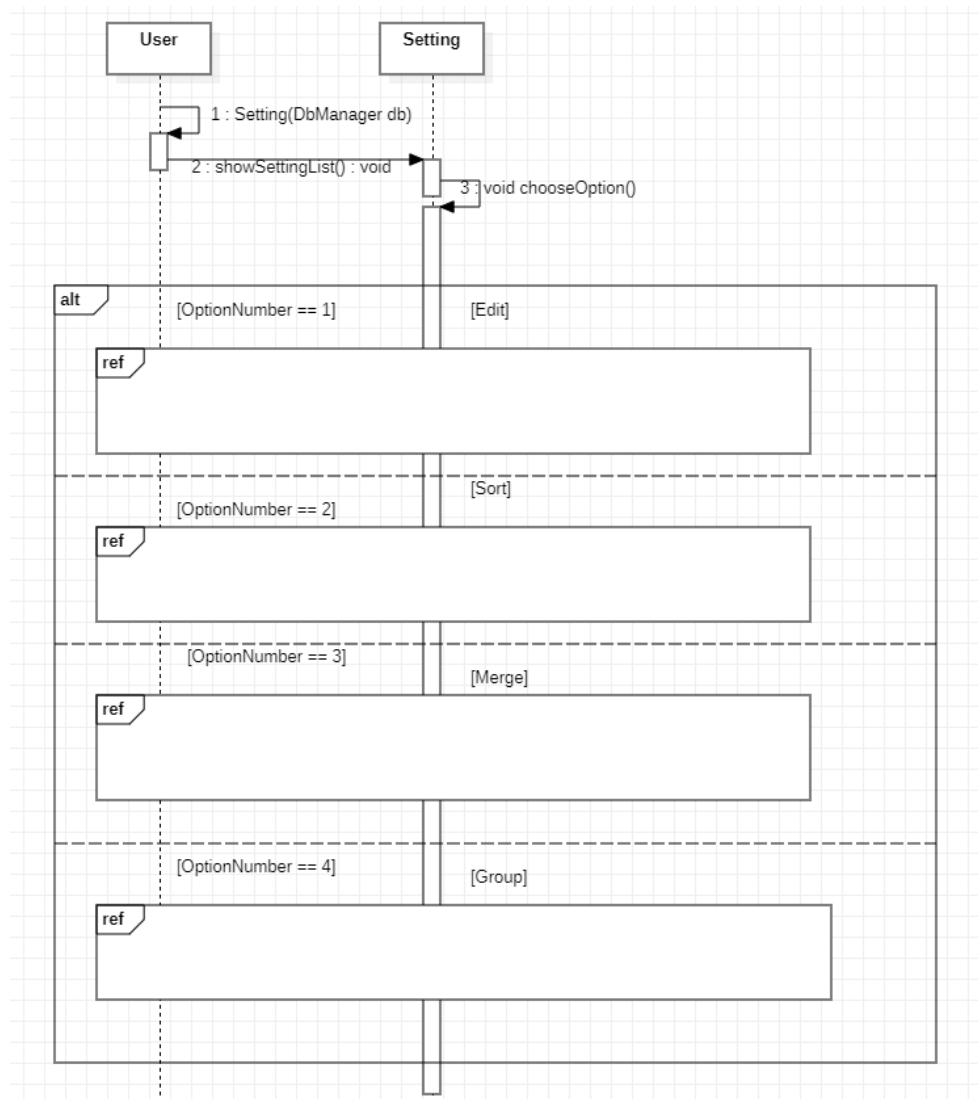 User
Setting
1 : Setting(DbManager db)
2 : showSettingList() : void
3 : void chooseOption()
alt
[OptionNumber == 1]
[Edit]
ref
[Sort]
[OptionNumber == 2]
ref
[OptionNumber == 3]
[Merge]
ref
[OptionNumber == 4]
[Group]
ref